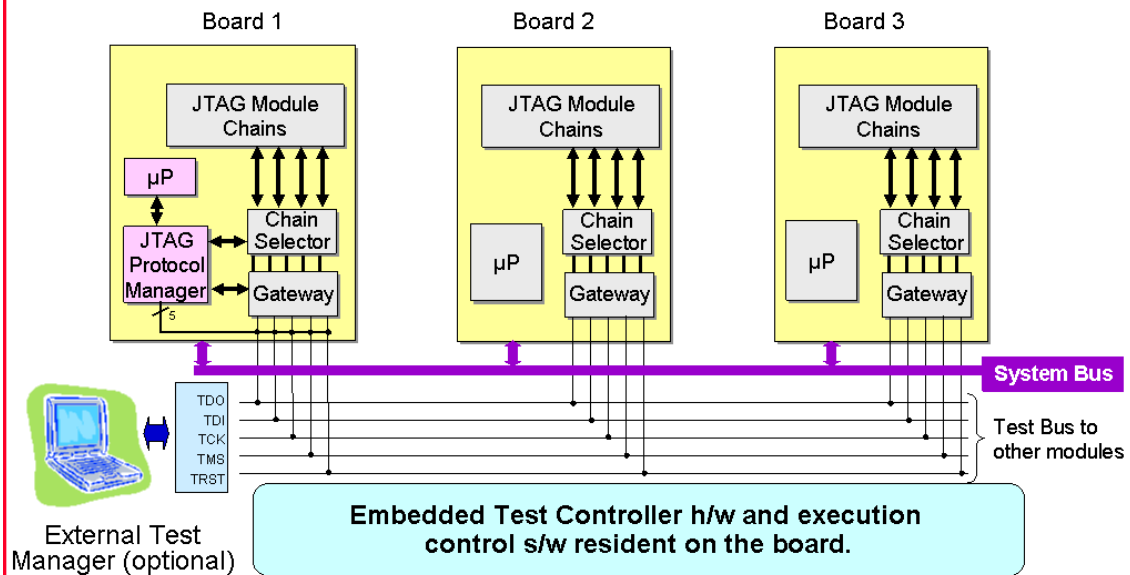 Board 1
Board 2
Board 3
JTAG Module
Chains
µP
JTAG
Protocol
Manager
Chain
Selector
Gateway
5
JTAG Module
Chains
µP
Chain
Selector
Gateway
JTAG Module
Chains
µP
Chain
Selector
Gateway
System Bus
TDO
TDI
TCK
TMS
TRST
Test Bus to
other modules
External Test
Manager (optional)
Embedded Test Controller h/w and execution
control s/w resident on the board.